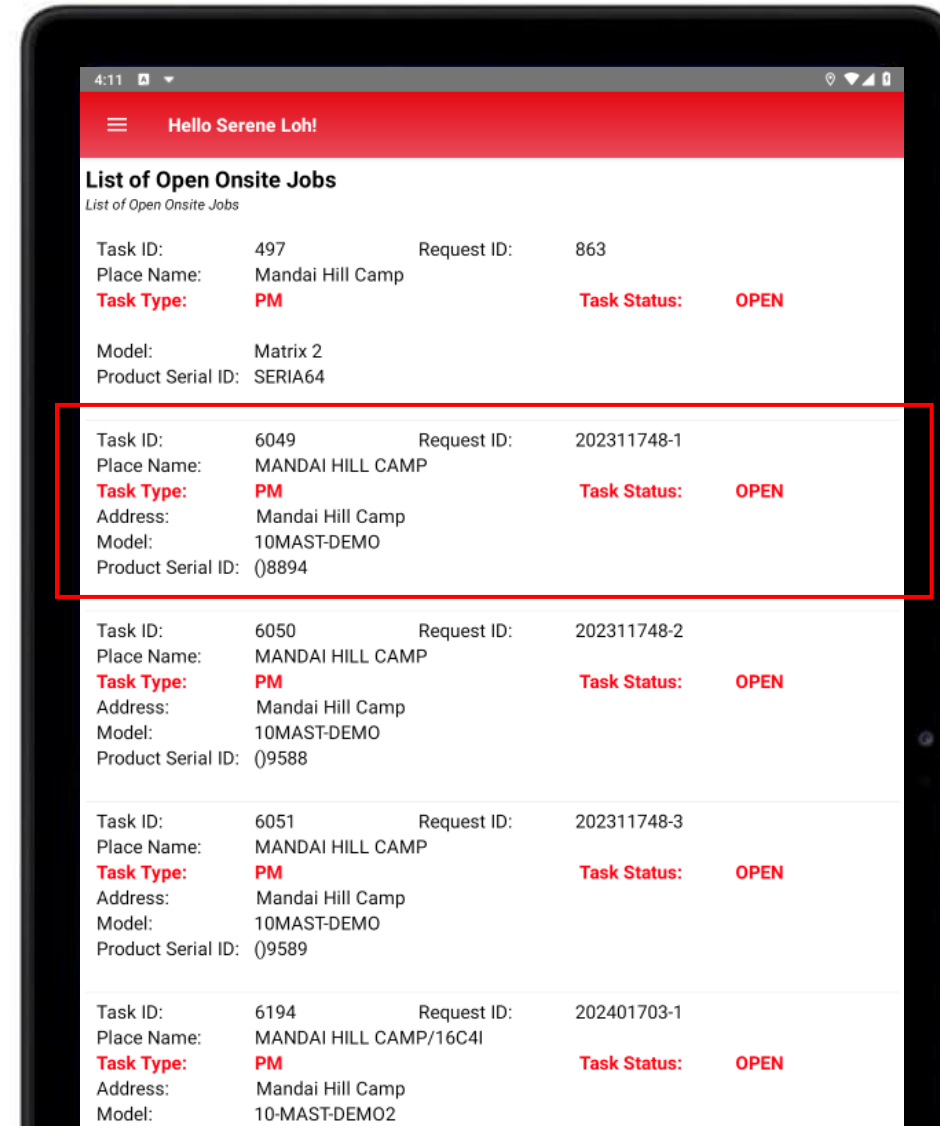 4:11
Hello Serene Loh!
List of Open Onsite Jobs
List of Open Onsite Jobs
Task ID: 497 Request ID: 863
Place Name: Mandai Hill Camp
Task Type: PM Task Status: OPEN
Model: Matrix 2
Product Serial ID: SERIA64
Task ID: 6049 Request ID: 202311748-1
Place Name: MANDAI HILL CAMP
Task Type: PM Task Status: OPEN
Address: Mandai Hill Camp
Model: 10MAST-DEMO
Product Serial ID: ()8894
Task ID: 6050 Request ID: 202311748-2
Place Name: MANDAI HILL CAMP
Task Type: PM Task Status: OPEN
Address: Mandai Hill Camp
Model: 10MAST-DEMO
Product Serial ID: ()9588
Task ID: 6051 Request ID: 202311748-3
Place Name: MANDAI HILL CAMP
Task Type: PM Task Status: OPEN
Address: Mandai Hill Camp
Model: 10MAST-DEMO
Product Serial ID: ()9589
Task ID: 6194 Request ID: 202401703-1
Place Name: MANDAI HILL CAMP/16C4I
Task Type: PM Task Status: OPEN
Address: Mandai Hill Camp
Model: 10-MAST-DEMO2